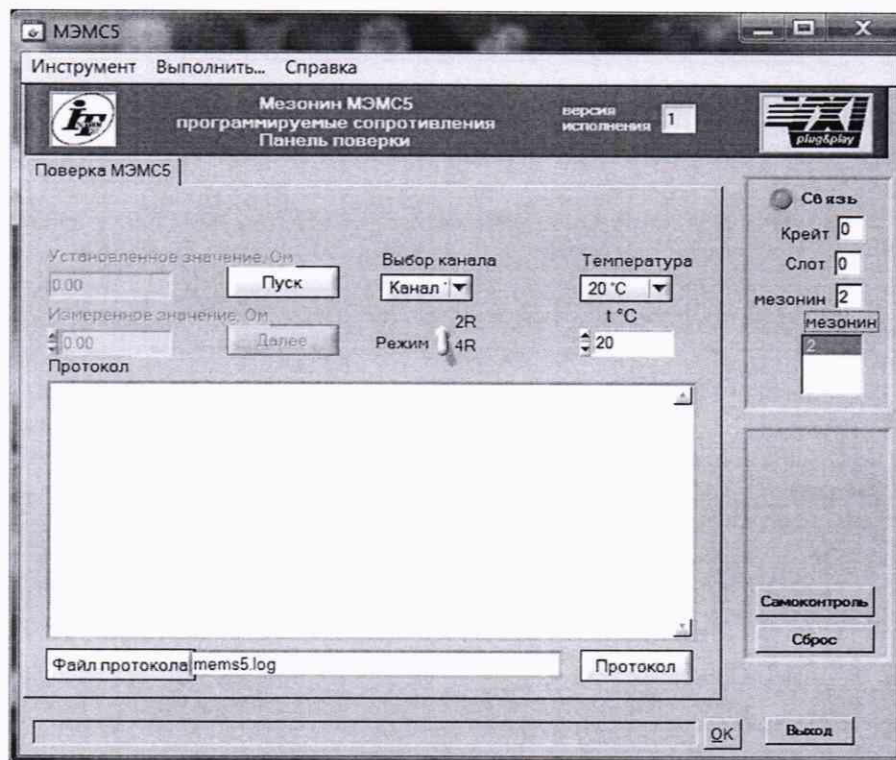 МЭМС5
Инструмент Выполнить... Справка
Мезонин МЭМС5
программируемые сопротивления
Панель поверки
версия
исполнения 1
plug&play
Поверка МЭМС5
Связь
Крейт 0
Слот 0
мезонин 2
мезонин
2
Установленное значение, Ом
0.00
Пуск
Выбор канала
Канал
Температура
20 °C
Измеренное значение, Ом
0.00
Далее
Режим
2R
4R
t °C
20
Протокол
Самоконтроль
Сброс
Файл протокола mems5.log
Протокол
OK
Выход